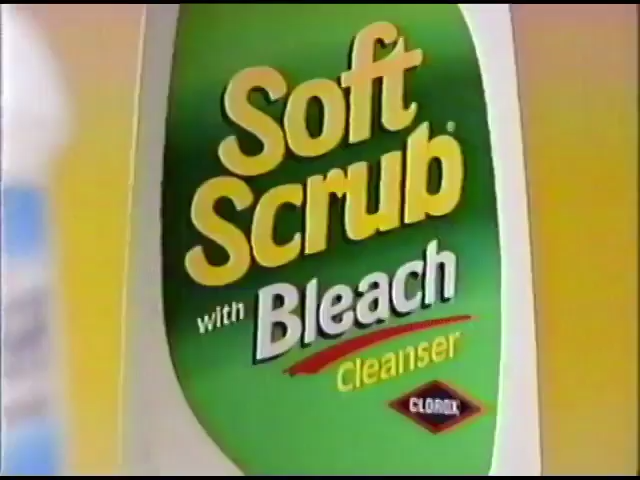 Soft
Scrub®
with Bleach
Cleanser
CLOROX